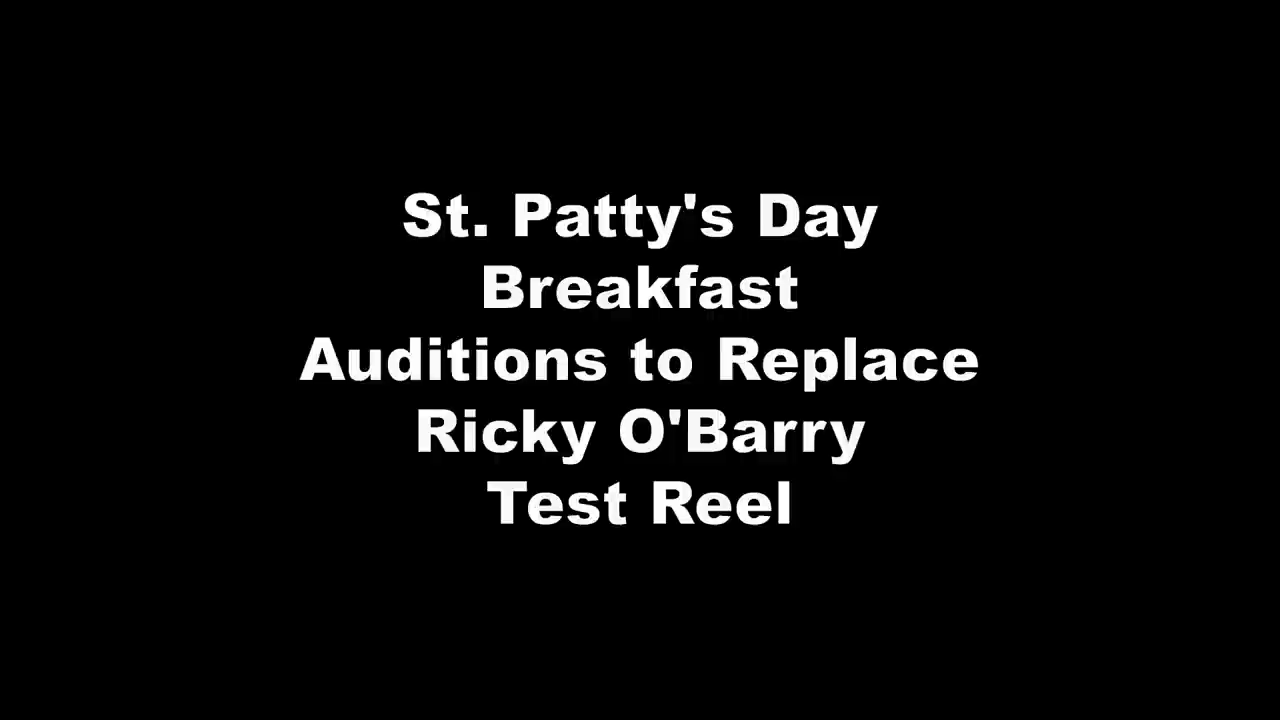 St. Patty's Day
Breakfast
Auditions to Replace
Ricky O'Barry
Test Reel